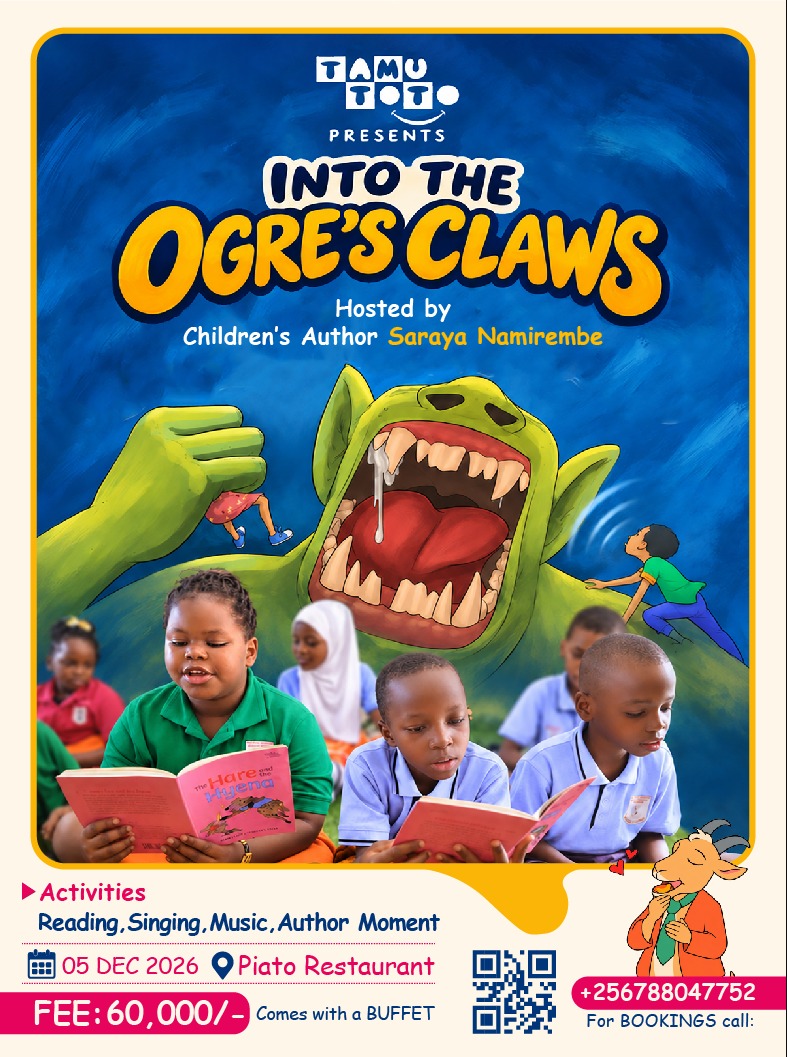 TAMU
TOTO
PRESENTS
INTO THE
OGRE'S CLAWS
Hosted by
Children's Author Saraya Namirembe
The Hare and
the
Hyena
Activities
Reading,Singing,Music,Author Moment
05 DEC 2026 Piato Restaurant
FEE:60,000/- Comes with a BUFFET
+256788047752
For BOOKINGS call: